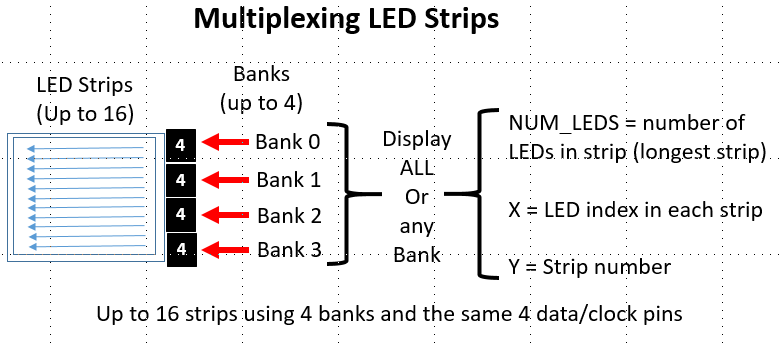 Multiplexing LED Strips
LED Strips
(Up to 16)
Banks
(up to 4)
4
Bank 0
4
Bank 1
4
Bank 2
4
Bank 3
Display
ALL
Or
any
Bank
NUM_LEDS = number of
LEDs in strip (longest strip)
X = LED index in each strip
Y = Strip number
Up to 16 strips using 4 banks and the same 4 data/clock pins